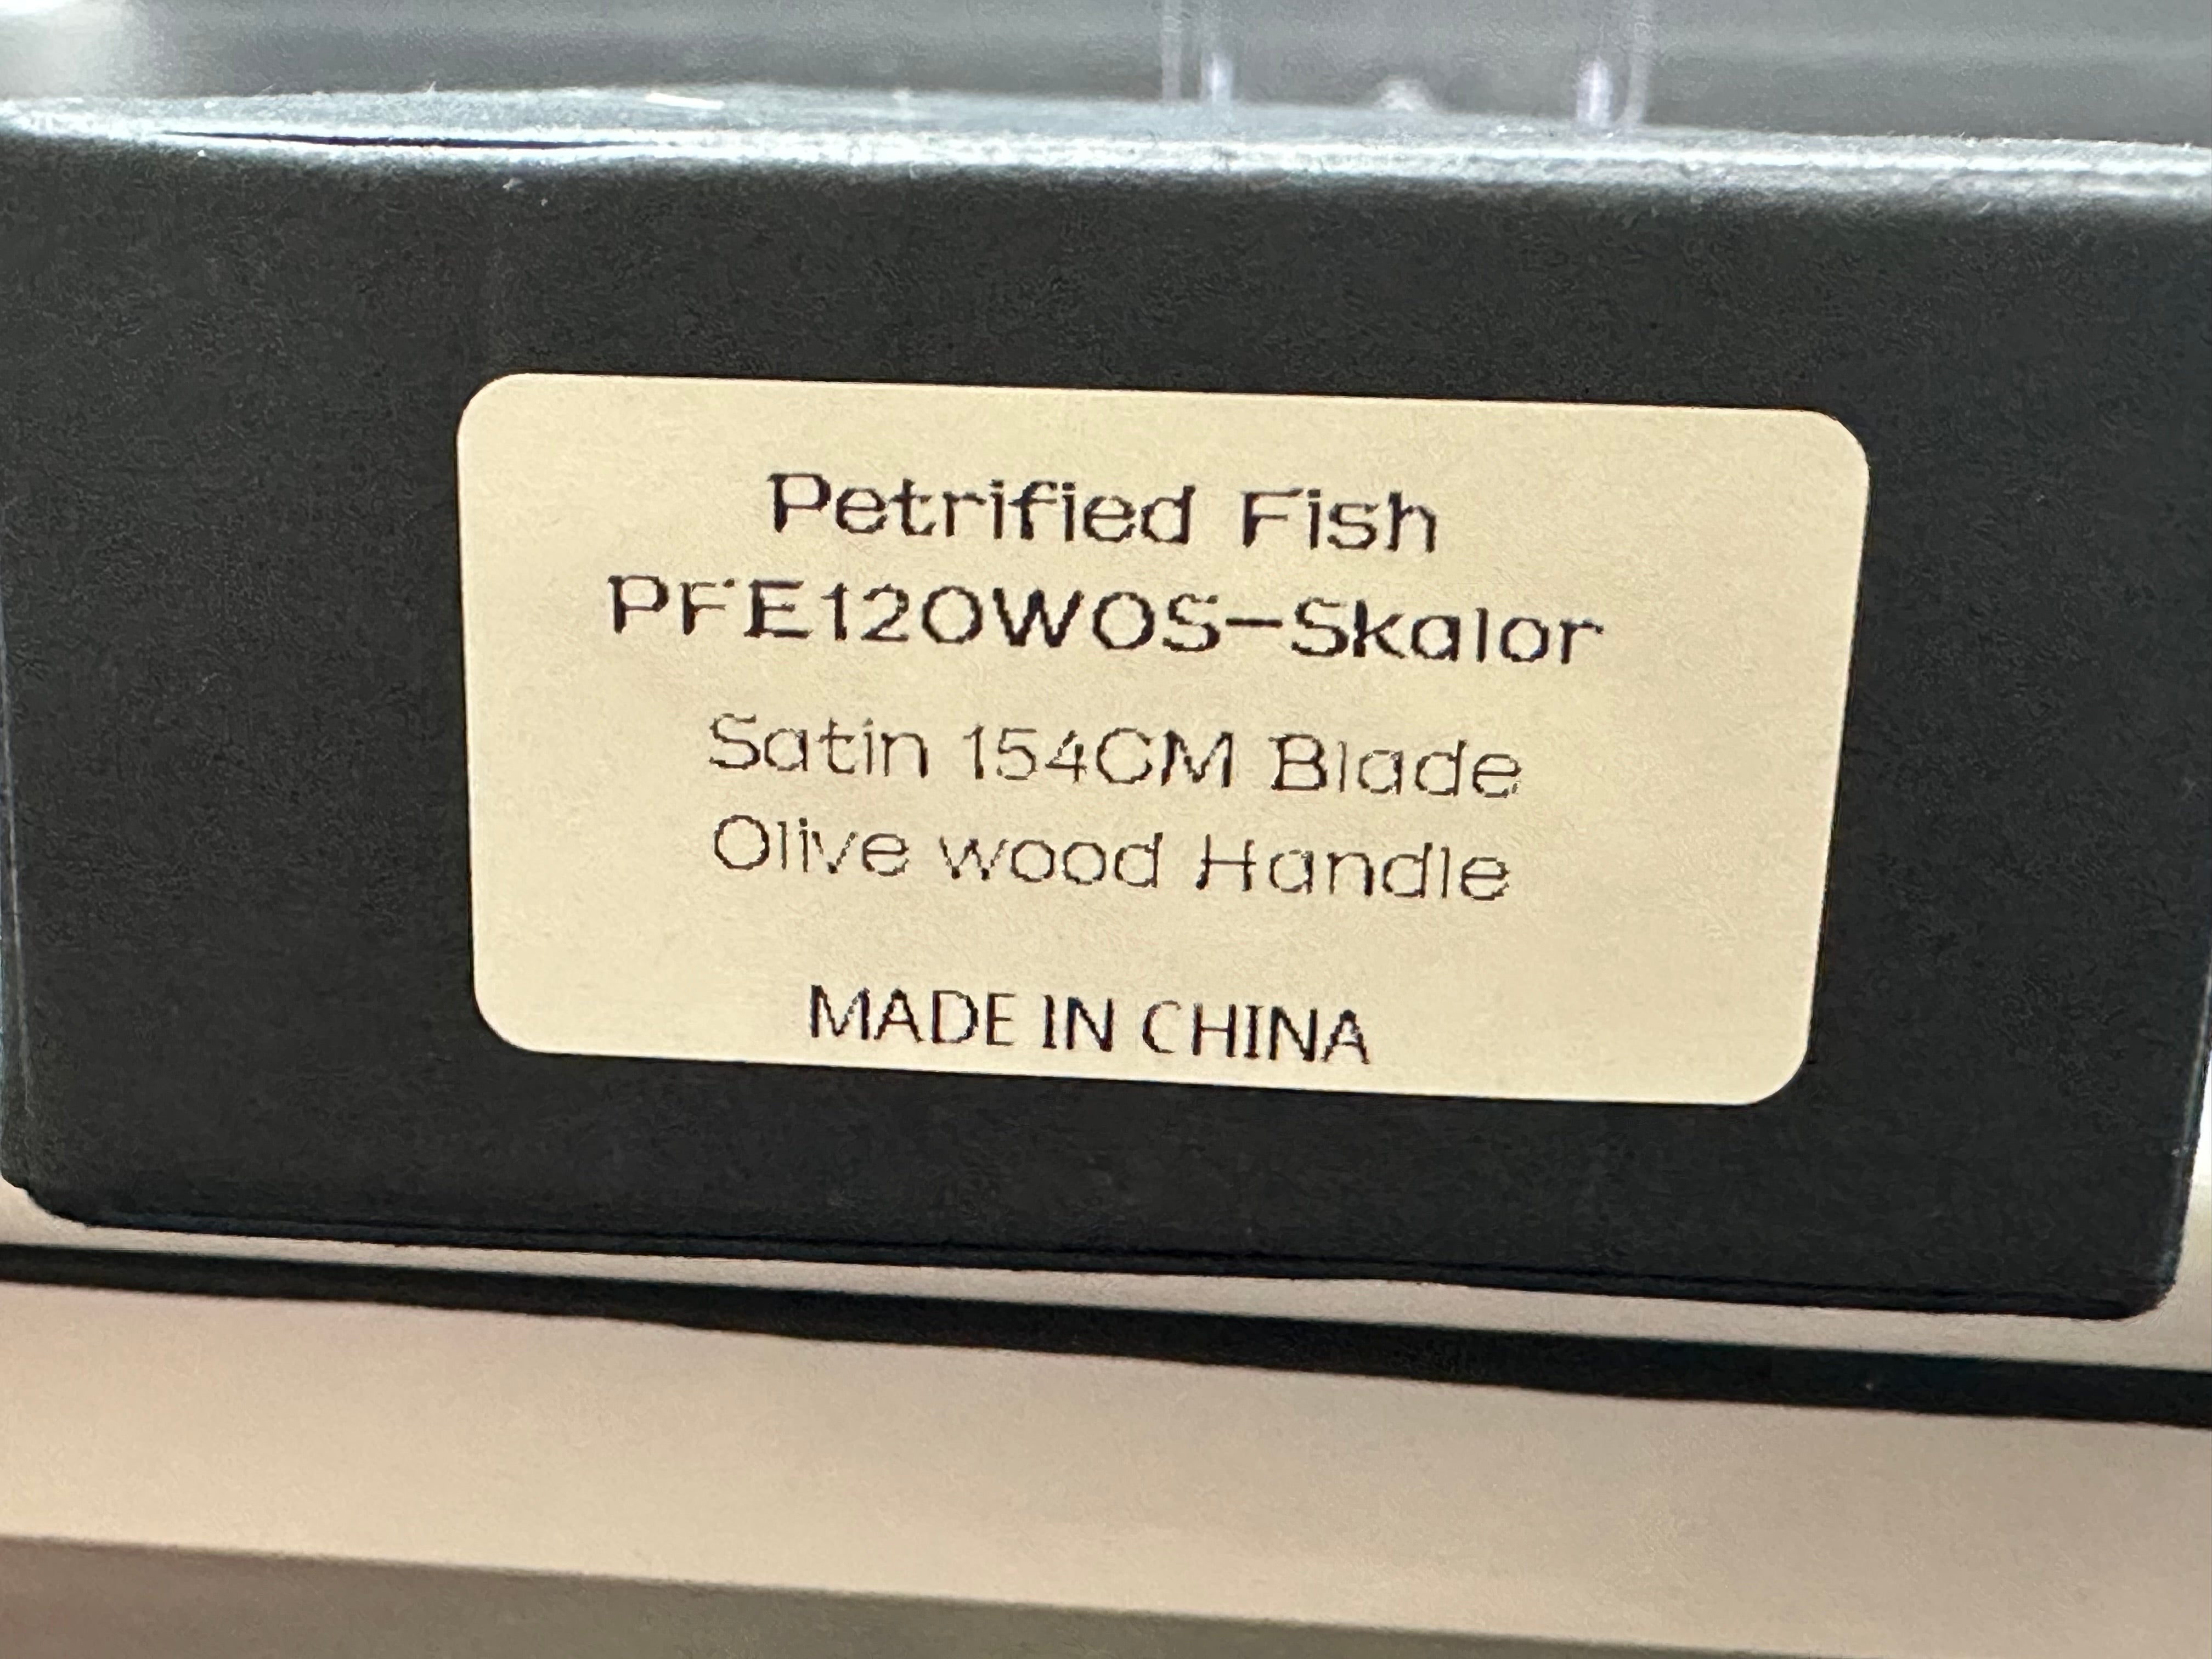 Petrified Fish
PFE120WOS-Skalor
Satin 154CM Blade
Olive wood Handle
MADE IN CHINA